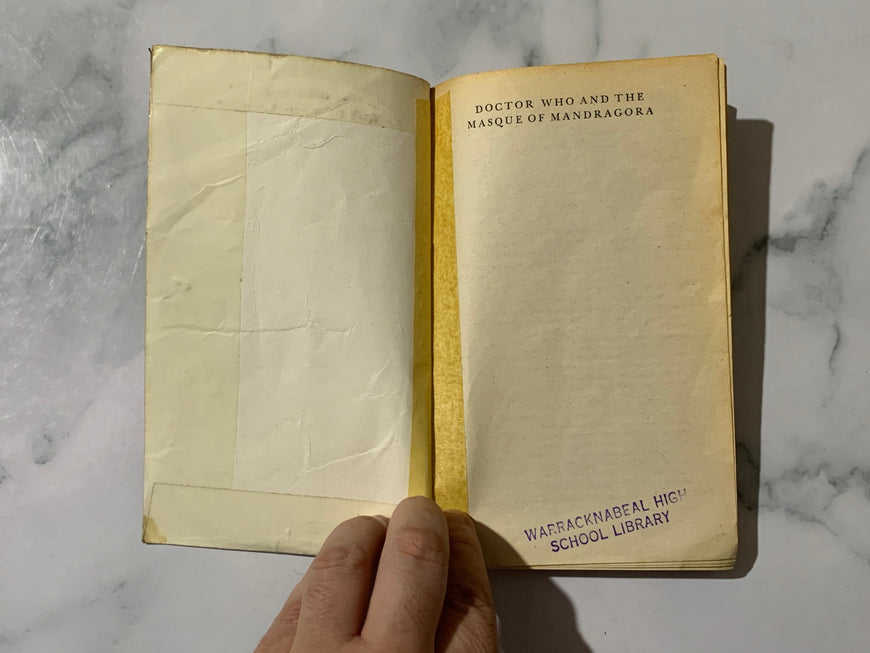 DOCTOR WHO AND THE
MASQUE OF MANDRAGORA
WARRACKNABEAL HIGH
SCHOOL LIBRARY